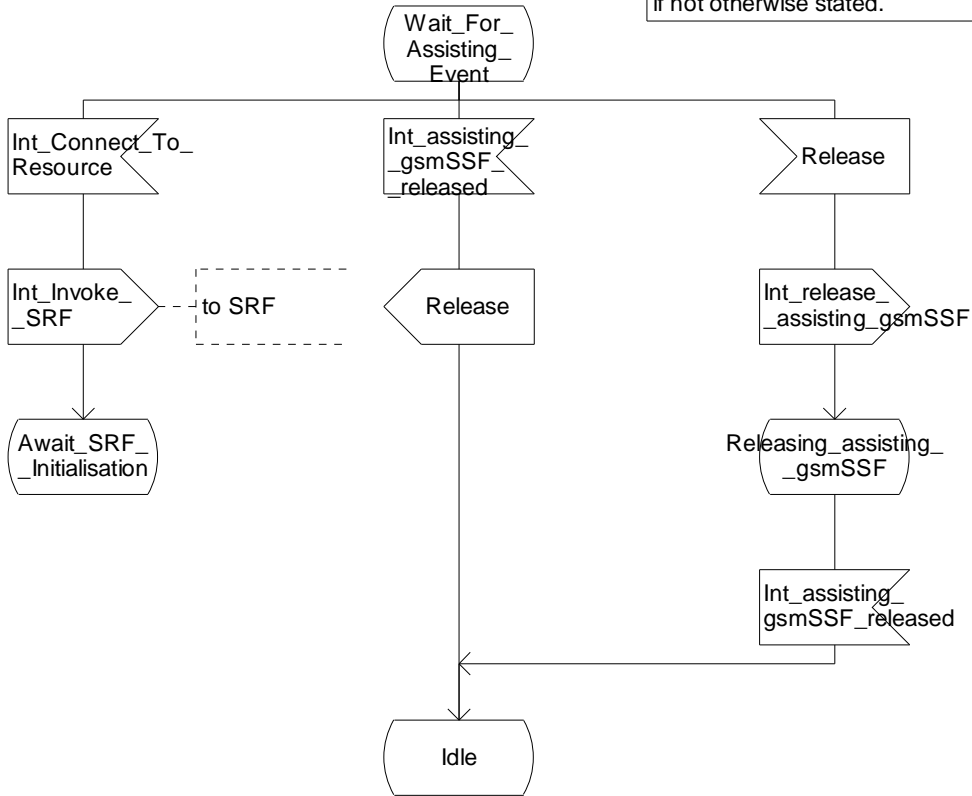 if not otherwise stated.
Wait_For_
Assisting_
Event
Int_Connect_To_
Resource
Int_assisting_
_gsmSSF_
_released
Release
Int_Invoke_
_SRF
to SRF
Release
Int_release_
_assisting_gsmSSF
Await_SRF_
_Initialisation
Releasing_assisting_
_gsmSSF
Int_assisting_
gsmSSF_released
Idle